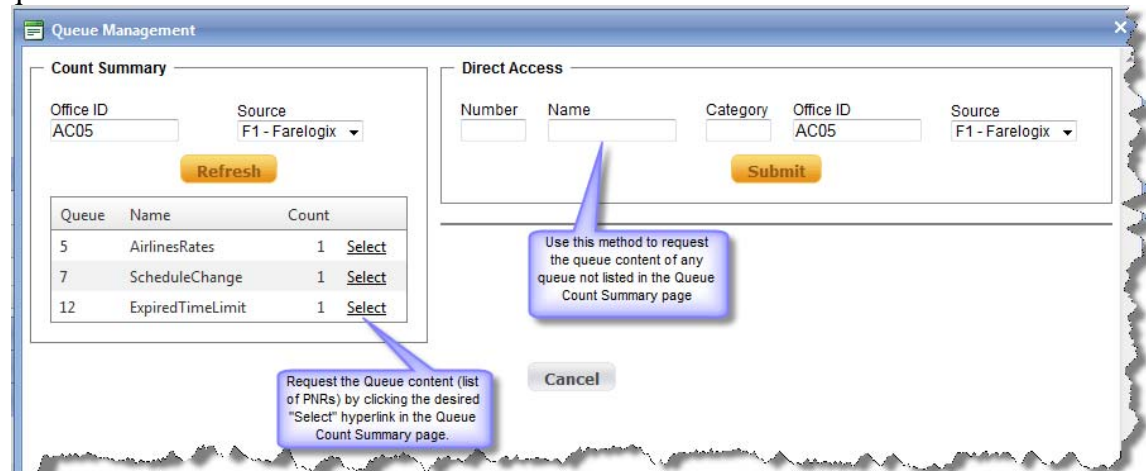 Queue Management
Count Summary
Office ID Source
AC05 F1 - Farelogix
Refresh
Queue Name Count
5 AirlinesRates 1 Select
7 ScheduleChange 1 Select
12 ExpiredTimeLimit 1 Select
Direct Access
Number Name Category Office ID Source
AC05 F1 - Farelogix
Submit
Use this method to request
the queue content of any
queue not listed in the Queue
Count Summary page
Request the Queue content (list
of PNRs) by clicking the desired
"Select" hyperlink in the Queue
Count Summary page.
Cancel